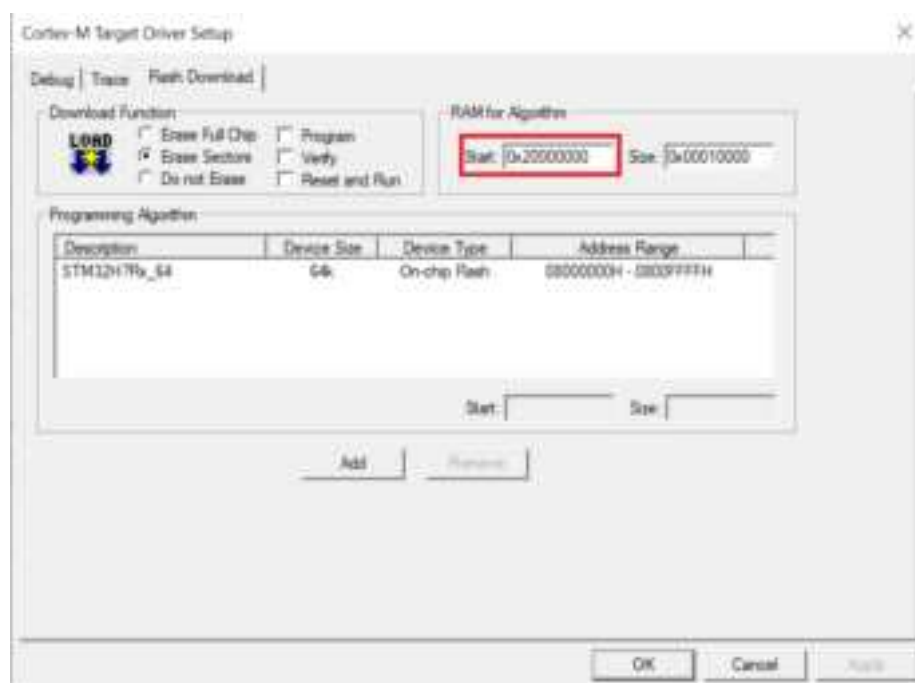 Cortex-M Target Driver Setup
Debug | Trace Flash Download
Download Function
LOAD
Erase Full Chip
Program
Erase Sectors
Verify
Do not Erase
Reset and Run
RAM for Algorithm
Start: 0x20000000 Size: 0x00010000
Programming Algorithm
Description Device Size Device Type Address Range
STM32H7Rx_64 64k On-chip Flash 08000000H - 0800FFFFH
Start: Size:
Add Remove
OK Cancel Apply